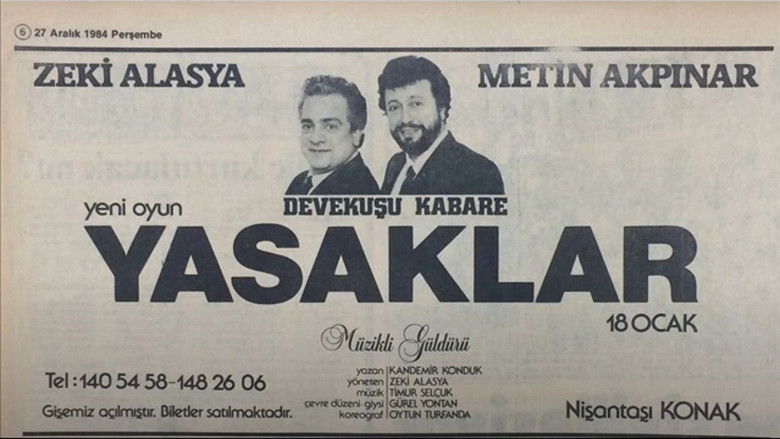 6 27 Aralık 1984 Perşembe
ZEKİ ALASYA METİN AKPINAR
yeni oyun DEVEKUŞU KABARE
YASAKLAR
18 OCAK
Müzikli Güldürü
yazan KANDEMİR KONDUK
yöneten ZEKİ ALASYA
müzik TİMUR SELÇUK
çevre düzeni-giysi GÜREL YONTAN
koreograf OYTUN TURFANDA
Tel: 140 54 58-148 26 06
Gişemiz açılmıştır. Biletler satılmaktadır.
Nişantaşı KONAK